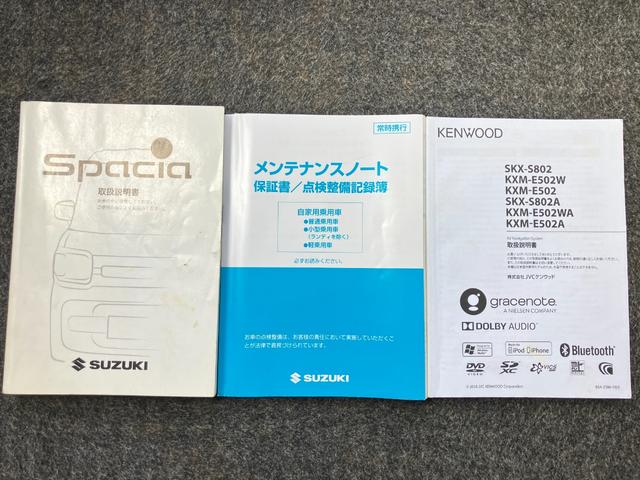 Spacia
取扱説明書
SUZUKI
常時携行
メンテナンスノート
保証書／点検整備記録簿
自家用乗用車
●普通乗用車
●小型乗用車
（ランディを除く）
●軽乗用車
必ずお読みください。
お車の点検整備は、お客様の責任において実施していただくこ
とが法律で義務づけられています。
SUZUKI
KENWOOD
SKX-S802
KXM-E502W
KXM-E502
SKX-S802A
KXM-E502WA
KXM-E502A
取扱説明書
株式会社JVCケンウッド
gracenote.
A NIELSEN COMPANY
DOLBY AUDIO
iPod iPhone
Bluetooth
DVD
VIDEO
SD
XC
VICS